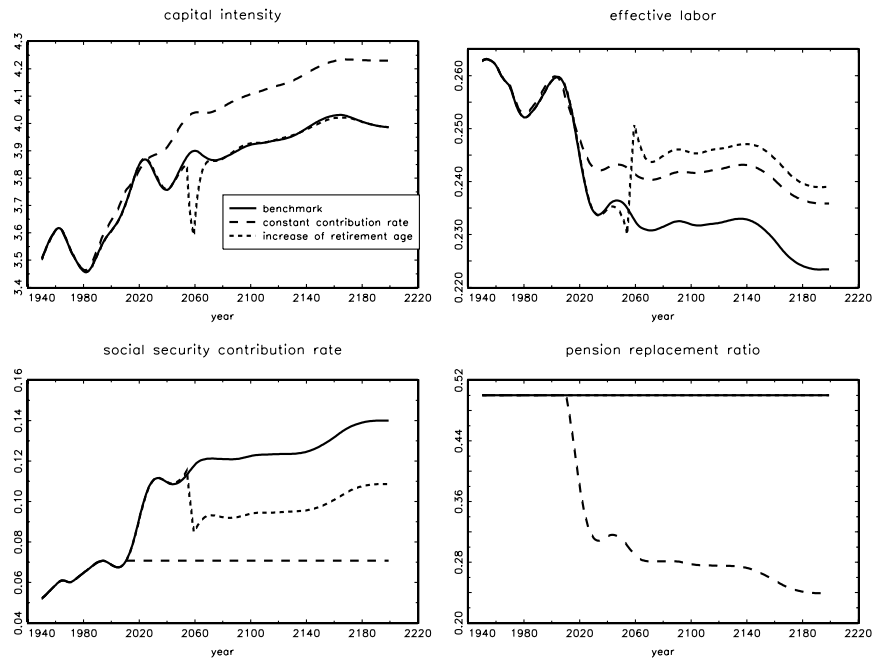 capital intensity
4.3
4.2
4.1
4.0
3.9
3.8
3.7
3.6
3.5
3.4
benchmark
constant contribution rate
increase of retirement age
1940 1980 2020 2060 2100 2140 2180 2220
year
effective labor
0.260
0.250
0.240
0.230
0.220
1940 1980 2020 2060 2100 2140 2180 2220
year
social security contribution rate
0.16
0.14
0.12
0.10
0.08
0.06
0.04
1940 1980 2020 2060 2100 2140 2180 2220
year
pension replacement ratio
0.52
0.44
0.36
0.28
0.20
1940 1980 2020 2060 2100 2140 2180 2220
year